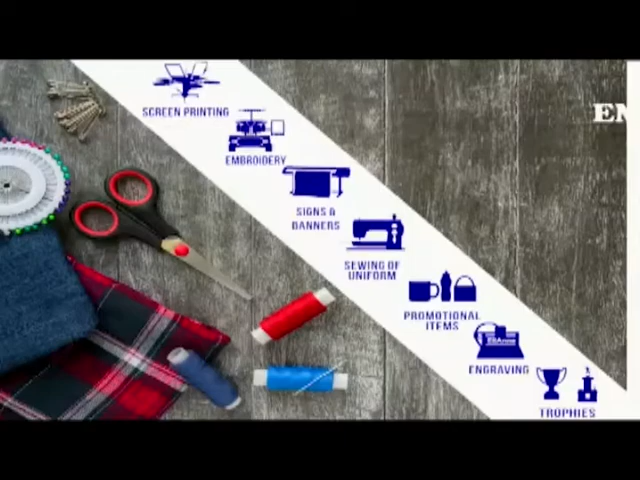 SCREEN PRINTING
EMBROIDERY
SIGNS &
BANNERS
SEWING OF
UNIFORM
PROMOTIONAL
ITEMS
ENGRAVING
TROPHIES